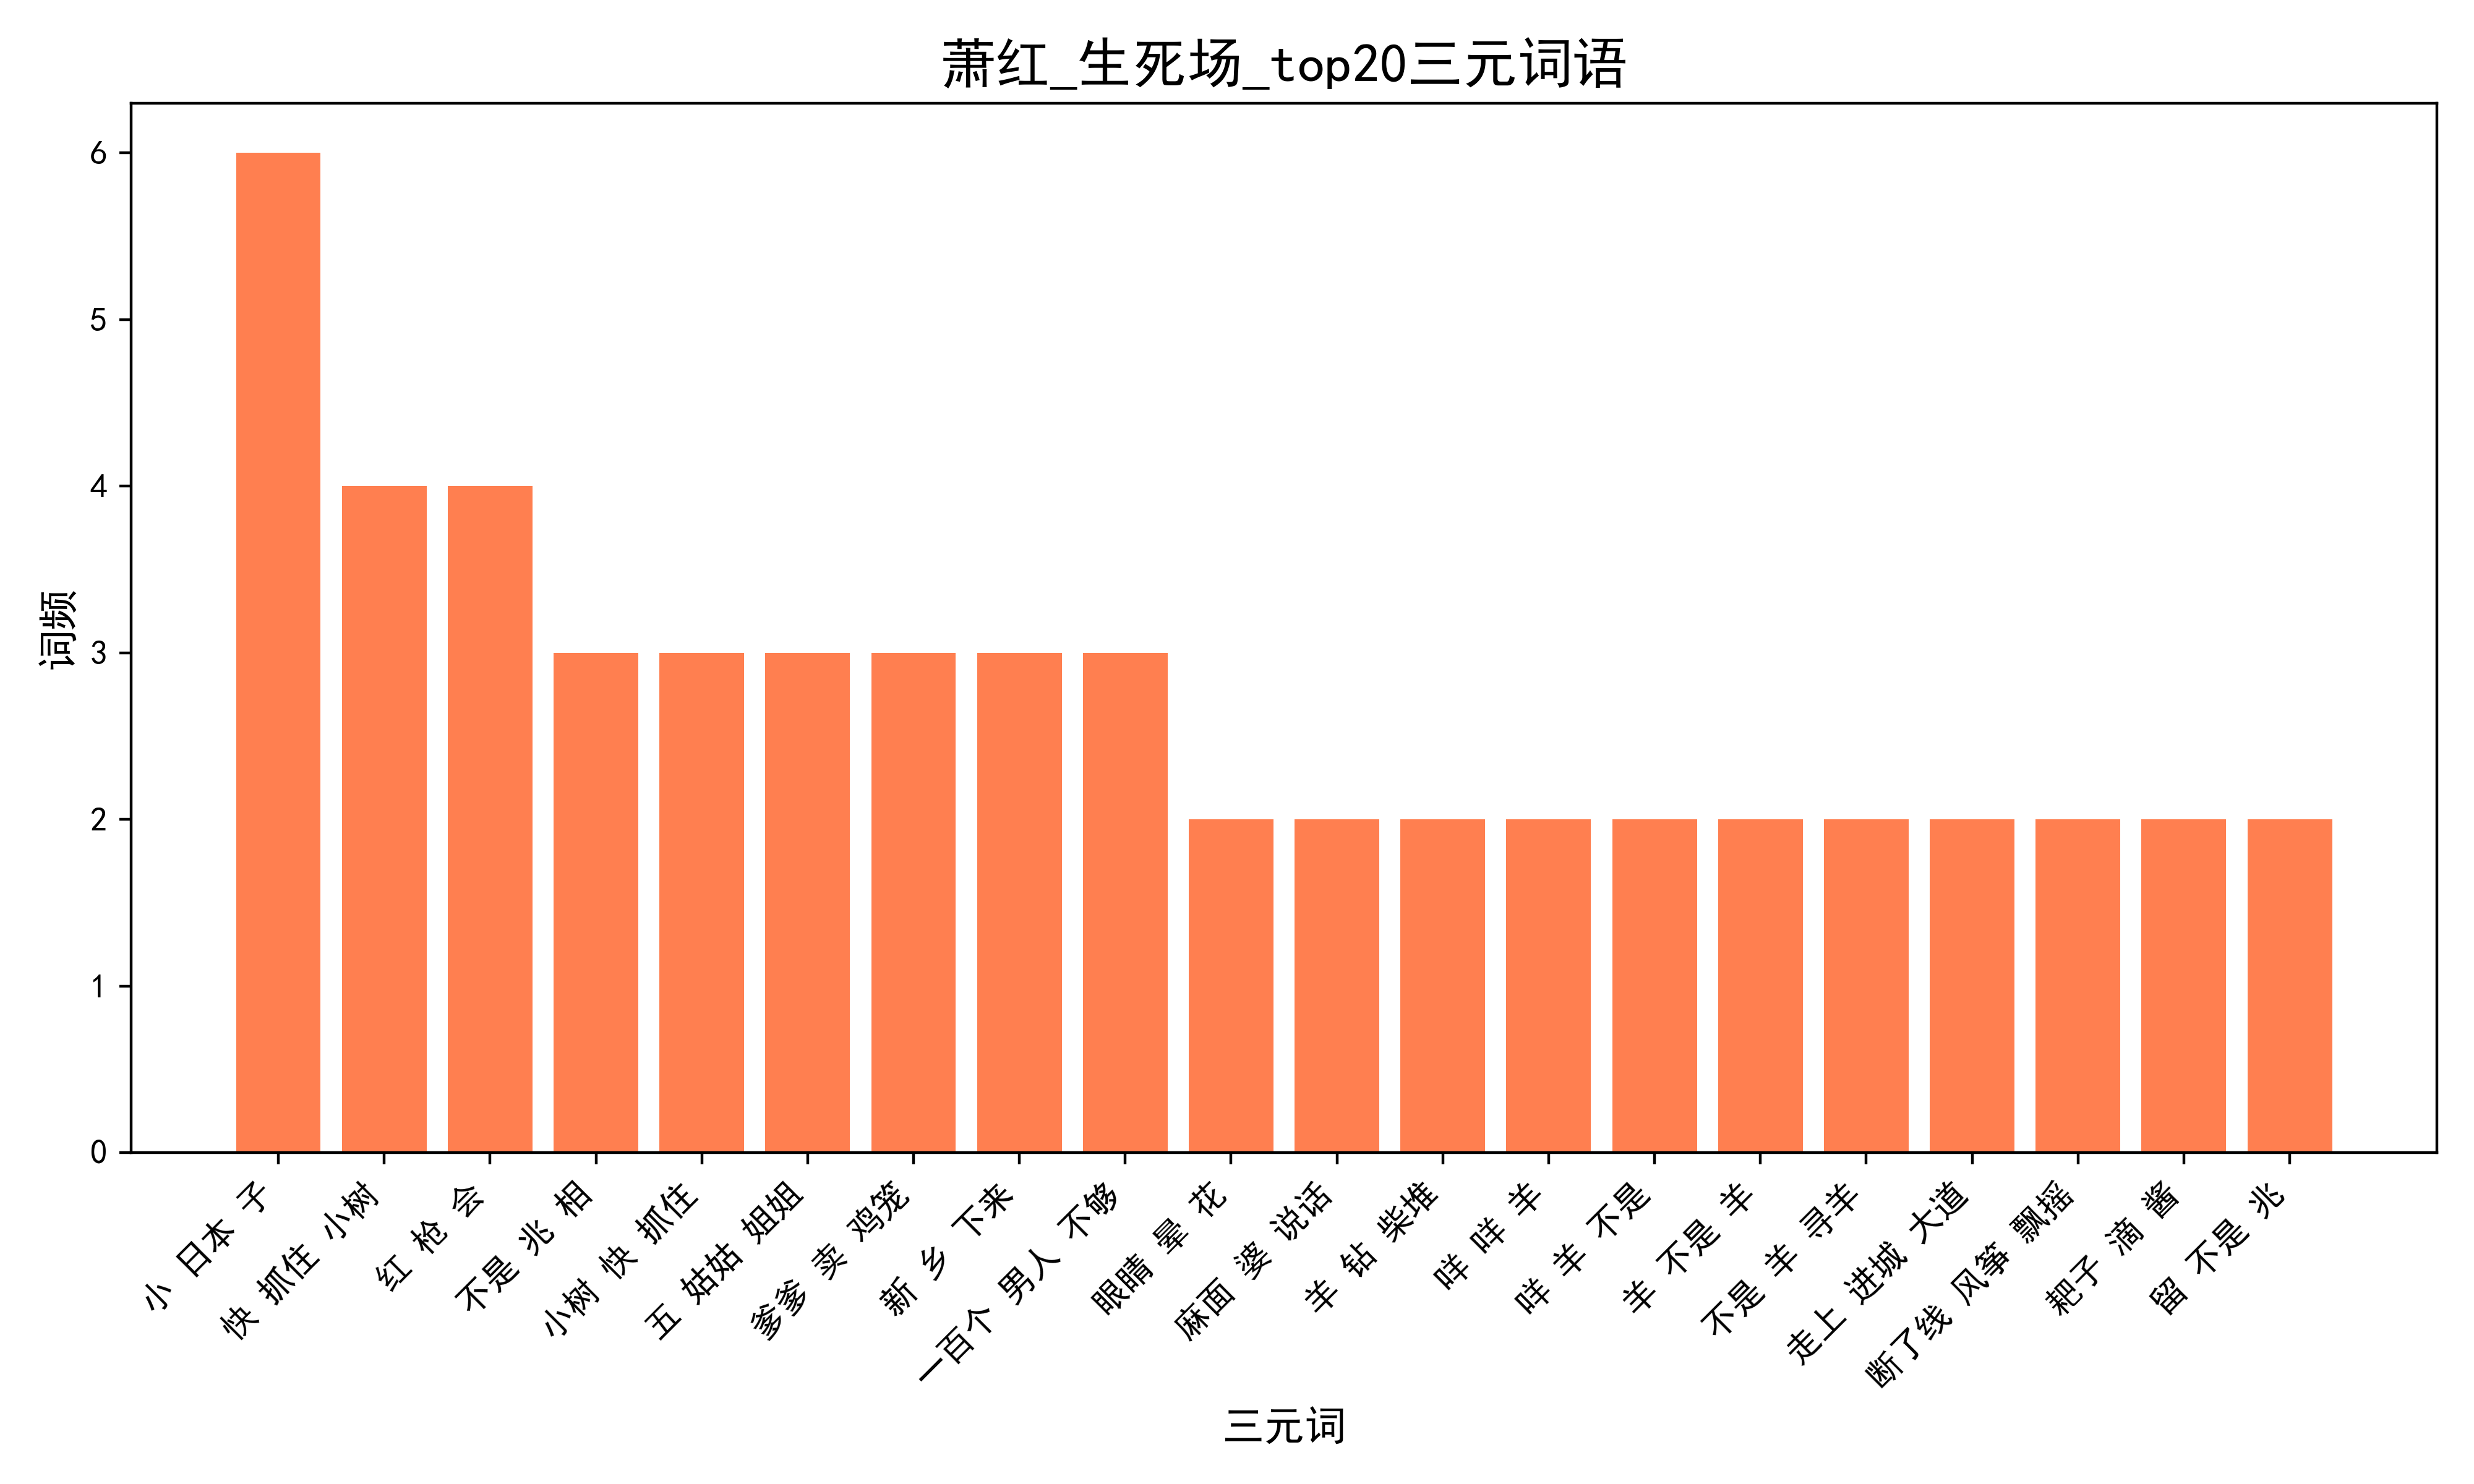 萧红_生死场_top20三元词语
词频
6
5
4
3
2
1
0
小 日本 子
快 抓住 小树
红 枪 会
不是 兆 相
小树 快 抓住
五 姑姑 姐姐
爹爹 卖 鸡笼
新 乡 下来
一百个 男人 不够
眼睛 晕 花
麻面 婆 说话
羊 钻 柴堆
咩 咩 羊
咩 羊 不是
羊 不是 羊
不是 羊 寻羊
走上 进城 大道
断了线 风筝 飘摇
耙子 滴 酱
留 不是 兆
三元词